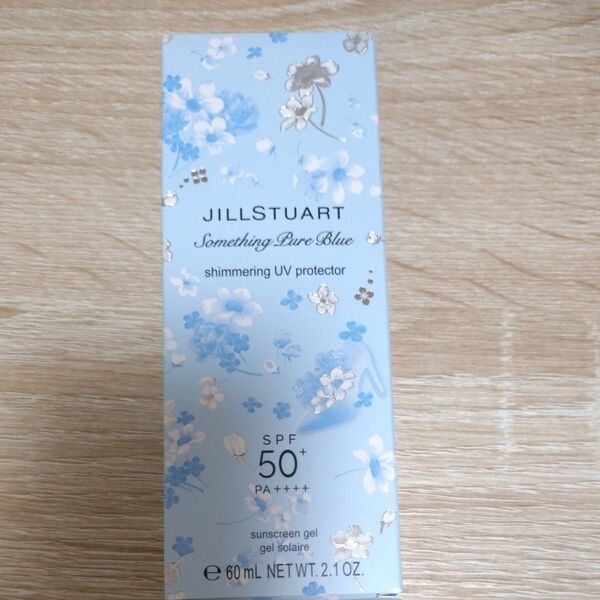 JILLSTUART
Something Pure Blue
shimmering UV protector
SPF
50+
PA++++
sunscreen gel
gel solaire
℮ 60 mL NET WT. 2.1 OZ.